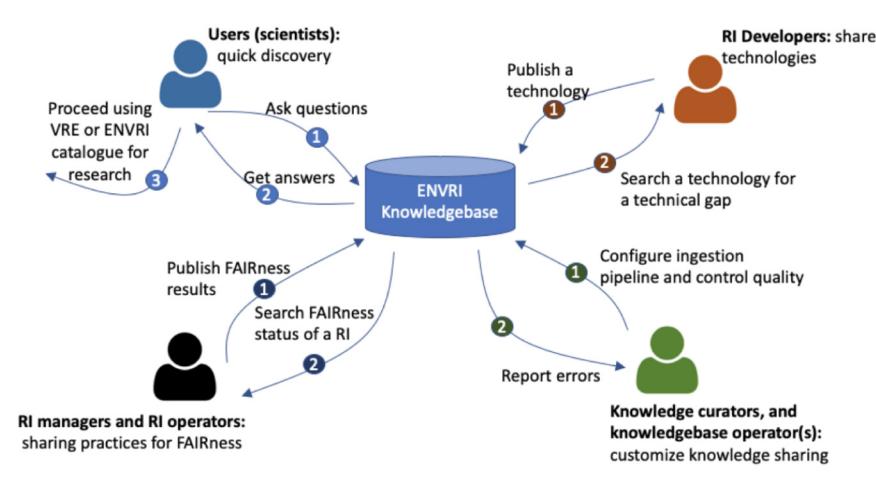 Users (scientists):
quick discovery
RI Developers: share
technologies
Publish a
technology
1
Proceed using
VRE or ENVRI
catalogue for
research
3
Ask questions
1
Get answers
2
ENVRI
Knowledgebase
2
Search a technology for
a technical gap
Publish FAIRness
results
1
Search FAIRness
status of a RI
2
Configure ingestion
pipeline and control quality
1
2
Report errors
RI managers and RI operators:
sharing practices for FAIRness
Knowledge curators, and
knowledgebase operator(s):
customize knowledge sharing